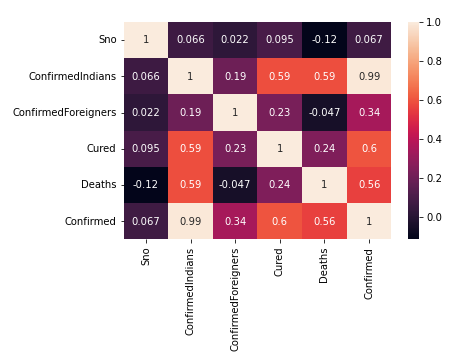 Sno 1 0.066 0.022 0.095 -0.12 0.067
ConfirmedIndians 0.066 1 0.19 0.59 0.59 0.99
ConfirmedForeigners 0.022 0.19 1 0.23 -0.047 0.34
Cured 0.095 0.59 0.23 1 0.24 0.6
Deaths -0.12 0.59 -0.047 0.24 1 0.56
Confirmed 0.067 0.99 0.34 0.6 0.56 1
Sno
ConfirmedIndians
ConfirmedForeigners
Cured
Deaths
Confirmed
1.0
0.8
0.6
0.4
0.2
0.0